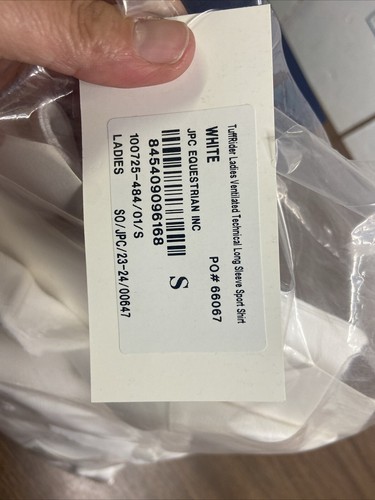 TuffRider Ladies Ventilated Technical Long Sleeve Sport Shirt
WHITE PO# 66067
JPC EQUESTRIAN INC
S
845409096168
100725-484/01/S
LADIES SO/JPC/23-24/00647